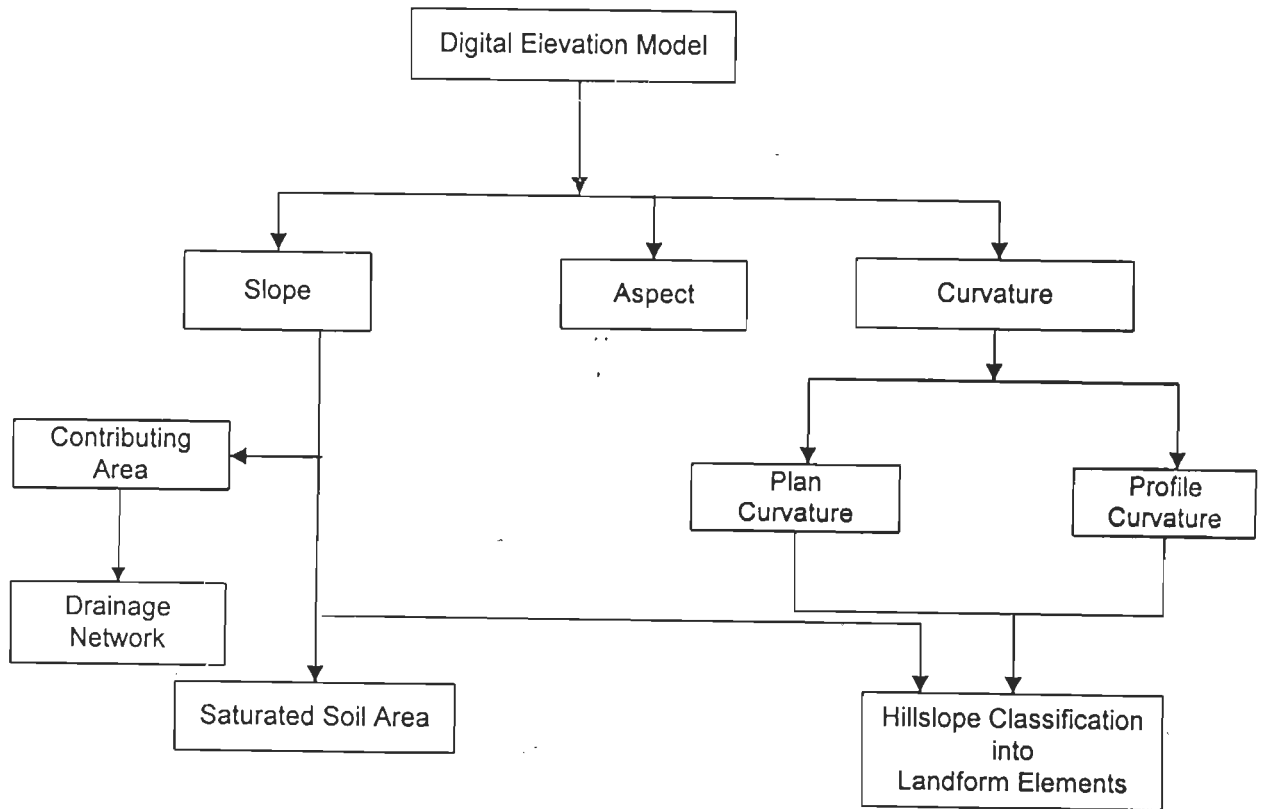 Digital Elevation Model
Slope
Aspect
Curvature
Contributing
Area
Plan
Curvature
Profile
Curvature
Drainage
Network
Saturated Soil Area
Hillslope Classification
into
Landform Elements